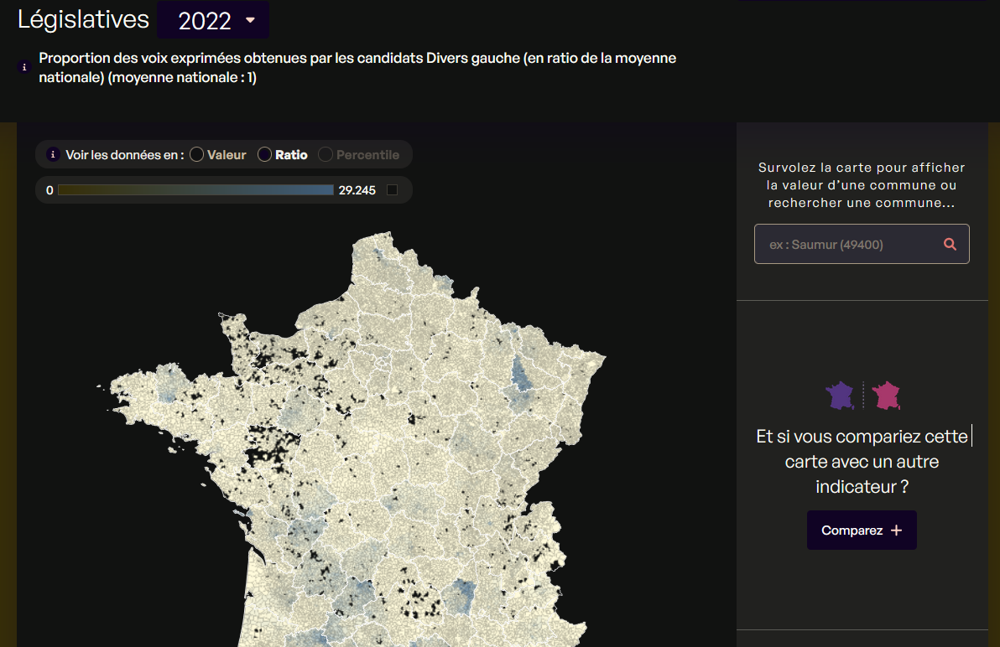 Législatives 2022
Proportion des voix exprimées obtenues par les candidats Divers gauche (en ratio de la moyenne
nationale) (moyenne nationale : 1)
Voir les données en : Valeur Ratio Percentile
0 29.245
Survolez la carte pour afficher
la valeur d’une commune ou
rechercher une commune...
ex : Saumur (49400)
Et si vous compariez cette
carte avec un autre
indicateur ?
Comparez +